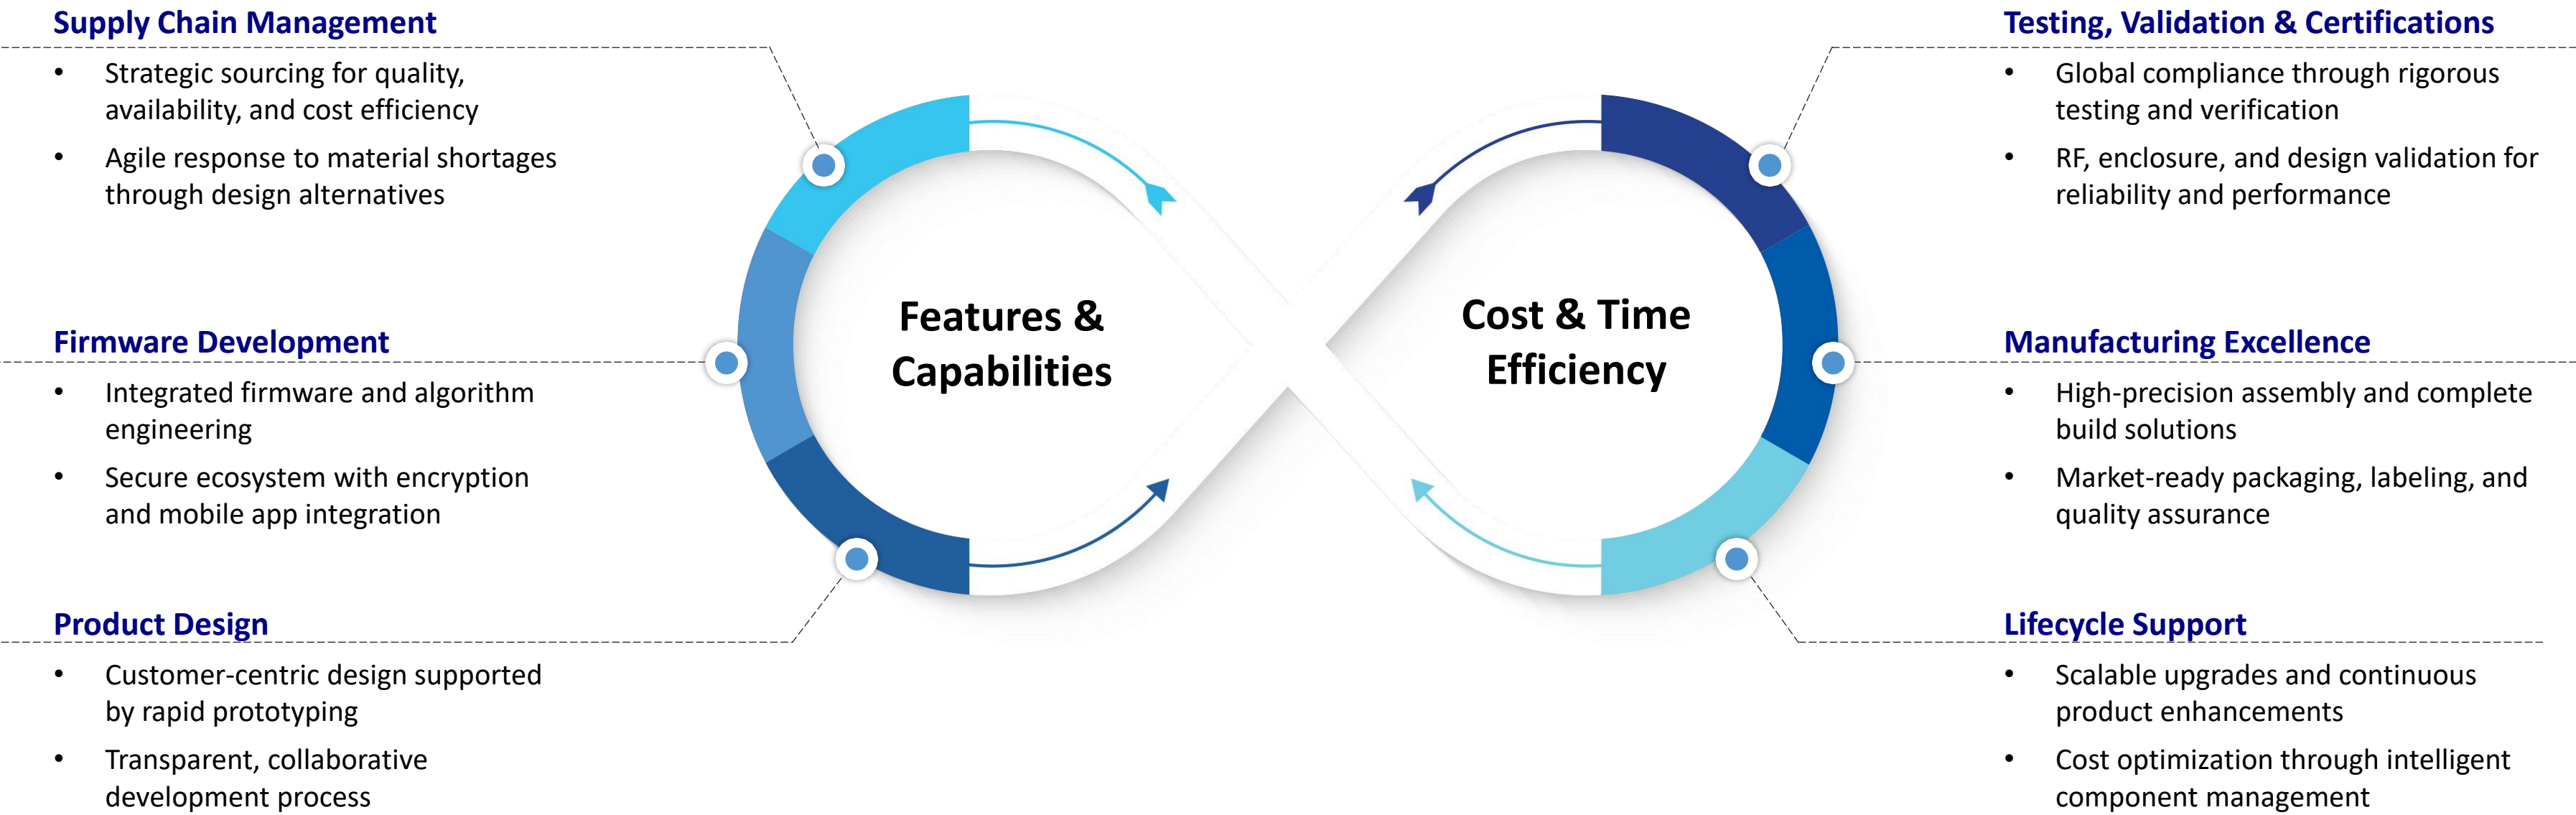 Supply Chain Management
• Strategic sourcing for quality,
availability, and cost efficiency
• Agile response to material shortages
through design alternatives
Firmware Development
• Integrated firmware and algorithm
engineering
• Secure ecosystem with encryption
and mobile app integration
Product Design
• Customer-centric design supported
by rapid prototyping
• Transparent, collaborative
development process
Features &
Capabilities
Cost & Time
Efficiency
Testing, Validation & Certifications
• Global compliance through rigorous
testing and verification
• RF, enclosure, and design validation for
reliability and performance
Manufacturing Excellence
• High-precision assembly and complete
build solutions
• Market-ready packaging, labeling, and
quality assurance
Lifecycle Support
• Scalable upgrades and continuous
product enhancements
• Cost optimization through intelligent
component management